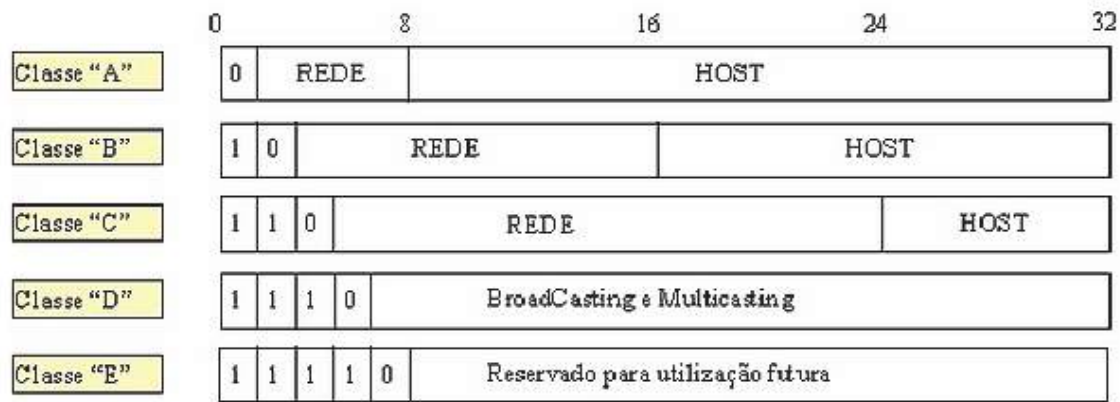 0 8 16 24 32
Classe "A" 0 REDE HOST
Classe "B" 1 0 REDE HOST
Classe "C" 1 1 0 REDE HOST
Classe "D" 1 1 1 0 BroadCasting e Multicasting
Classe "E" 1 1 1 1 0 Reservado para utilização futura